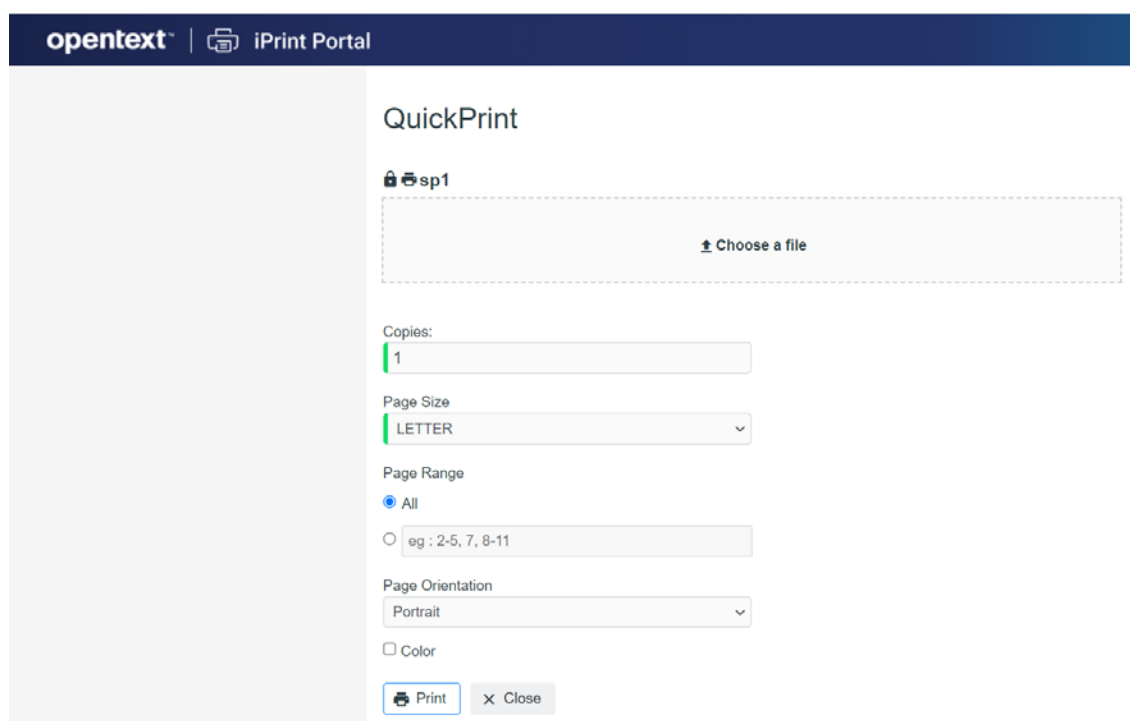 opentext™ | iPrint Portal
QuickPrint
sp1
Choose a file
Copies:
1
Page Size
LETTER
Page Range
All
eg : 2-5, 7, 8-11
Page Orientation
Portrait
Color
Print Close